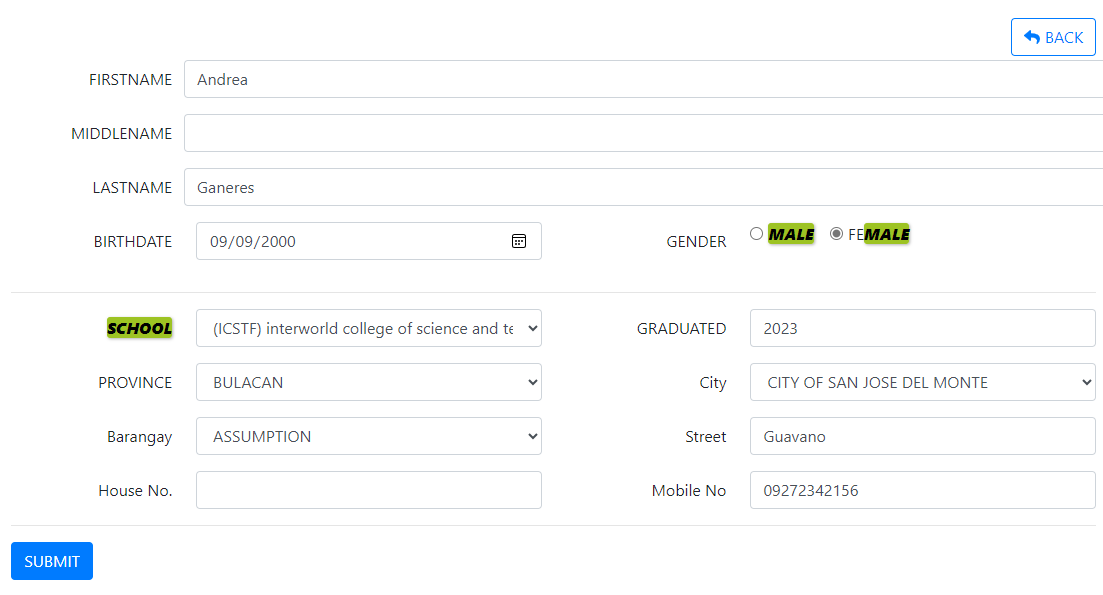 BACK
FIRSTNAME Andrea
MIDDLENAME
LASTNAME Ganeres
BIRTHDATE 09/09/2000 GENDER MALE FEMALE
SCHOOL (ICSTF) interworld college of science and te GRADUATED 2023
PROVINCE BULACAN City CITY OF SAN JOSE DEL MONTE
Barangay ASSUMPTION Street Guavano
House No. Mobile No 09272342156
SUBMIT